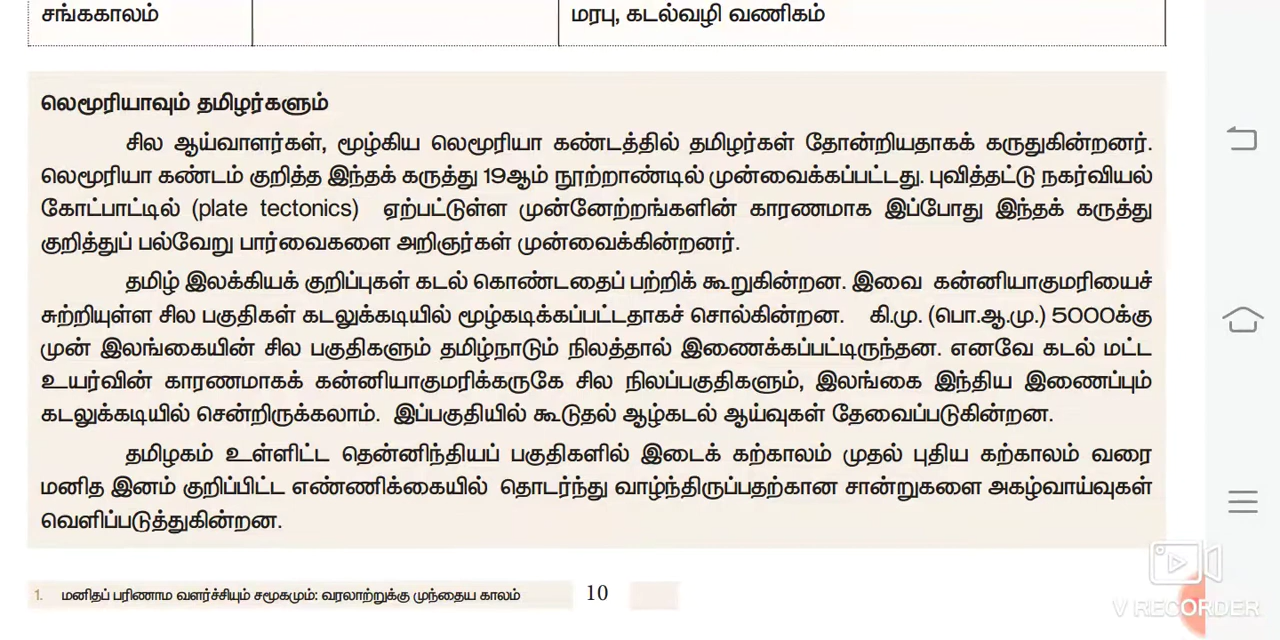 சங்ககாலம்
மரபு, கடல்வழி வணிகம்
லெமூரியாவும் தமிழர்களும்
சில ஆய்வாளர்கள், மூழ்கிய லெமூரியா கண்டத்தில் தமிழர்கள் தோன்றியதாகக் கருதுகின்றனர்.
லெமூரியா கண்டம் குறித்த இந்தக் கருத்து 19ஆம் நூற்றாண்டில் முன்வைக்கப்பட்டது. புவித்தட்டு நகர்வியல்
கோட்பாட்டில் (plate tectonics) ஏற்பட்டுள்ள முன்னேற்றங்களின் காரணமாக இப்போது இந்தக் கருத்து
குறித்துப் பல்வேறு பார்வைகளை அறிஞர்கள் முன்வைக்கின்றனர்.
தமிழ் இலக்கியக் குறிப்புகள் கடல் கொண்டதைப் பற்றிக் கூறுகின்றன. இவை கன்னியாகுமரியைச்
சுற்றியுள்ள சில பகுதிகள் கடலுக்கடியில் மூழ்கடிக்கப்பட்டதாகச் சொல்கின்றன. கி.மு. (பொ.ஆ.மு.) 5000க்கு
முன் இலங்கையின் சில பகுதிகளும் தமிழ்நாடும் நிலத்தால் இணைக்கப்பட்டிருந்தன. எனவே கடல் மட்ட
உயர்வின் காரணமாகக் கன்னியாகுமரிக்கருகே சில நிலப்பகுதிகளும், இலங்கை இந்திய இணைப்பும்
கடலுக்கடியில் சென்றிருக்கலாம். இப்பகுதியில் கூடுதல் ஆழ்கடல் ஆய்வுகள் தேவைப்படுகின்றன.
தமிழகம் உள்ளிட்ட தென்னிந்தியப் பகுதிகளில் இடைக் கற்காலம் முதல் புதிய கற்காலம் வரை
மனித இனம் குறிப்பிட்ட எண்ணிக்கையில் தொடர்ந்து வாழ்ந்திருப்பதற்கான சான்றுகளை அகழ்வாய்வுகள்
வெளிப்படுத்துகின்றன.
1. மனிதப் பரிணாம வளர்ச்சியும் சமூகமும்: வரலாற்றுக்கு முந்தைய காலம் 10
V RECORDER